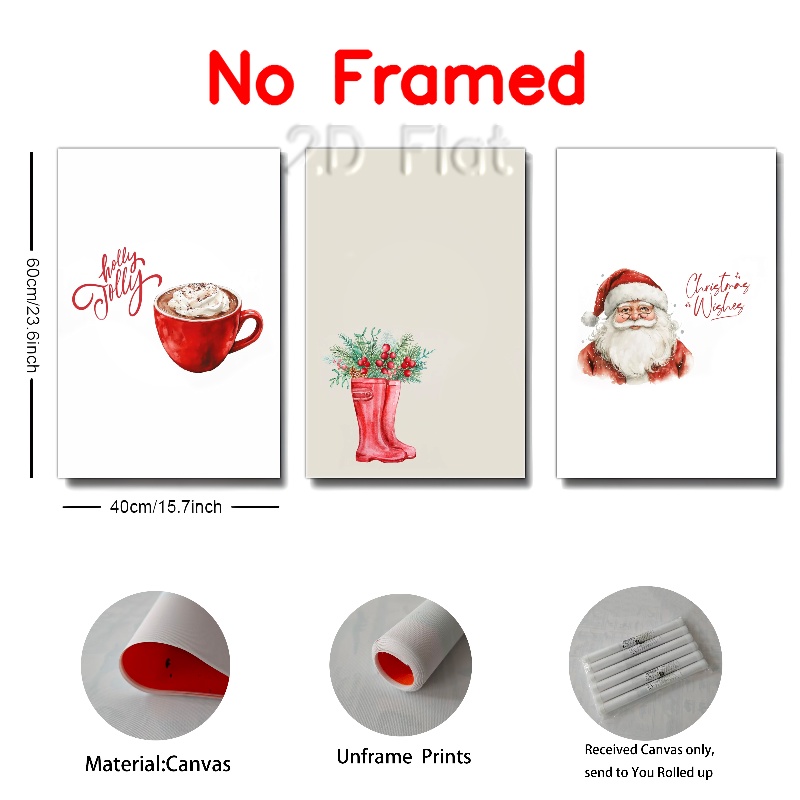 No Framed
2D Flat
60cm/23.6inch
holly
Jolly
Christmas
Wishes
40cm/15.7inch
Material:Canvas
Unframe Prints
Received Canvas only,
send to You Rolled up